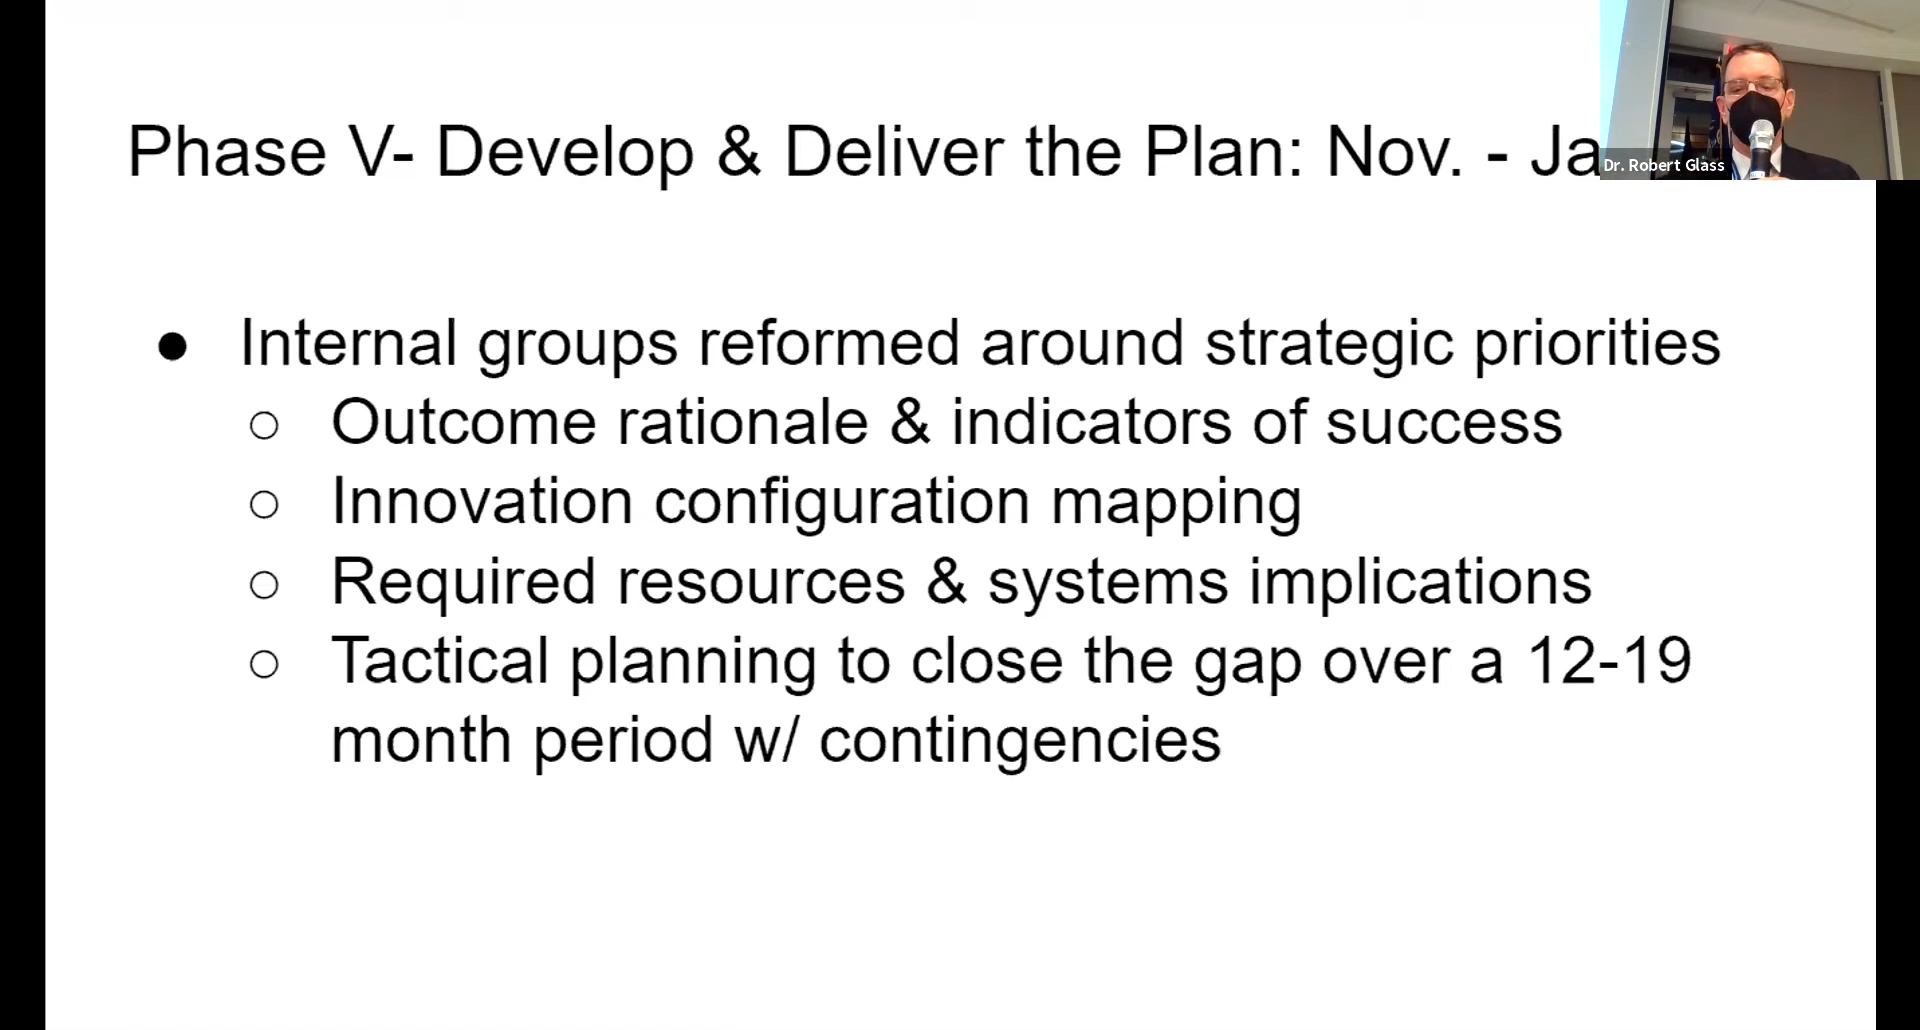 Phase V- Develop & Deliver the Plan: Nov. - Ja
Dr. Robert Glass
● Internal groups reformed around strategic priorities
○ Outcome rationale & indicators of success
○ Innovation configuration mapping
○ Required resources & systems implications
○ Tactical planning to close the gap over a 12-19
month period w/ contingencies